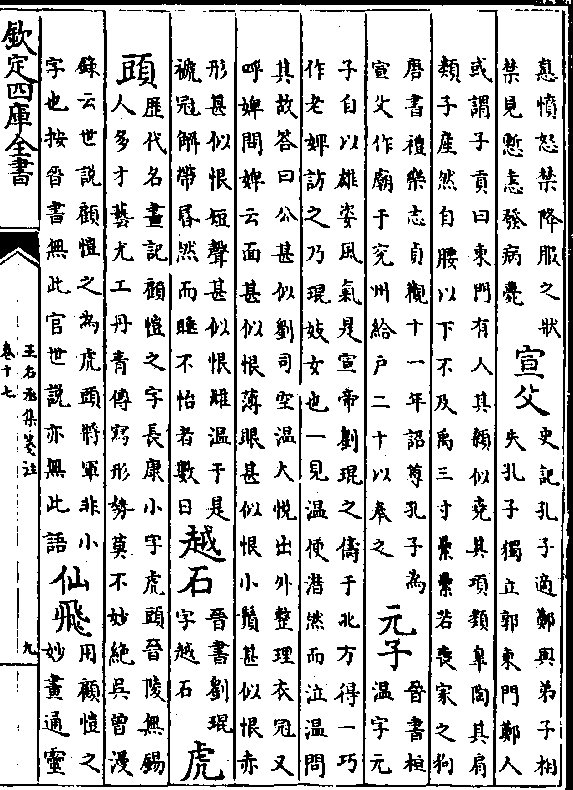 惪憤怒禁降服之狀
禁見慙恚發病薨
宣父
史記孔子適鄭與弟子相
失孔子獨立郭東門鄭人
或謂子貢曰東門有人其顙似堯其項類臯陶其肩
類子産然自腰以下不及禹三寸纍纍若喪家之狗
唐書禮樂志貞觀十一年詔尊孔子為
宣父作廟于兖州給戶二十以奉之
元子
晉書桓
溫字元
子自以雄姿風氣是宣帝劉琨之儔于北方得一巧
作老婢訪之乃琨妓女也一見溫便潸然而泣溫問
其故答曰公甚似劉司空溫大悅出外整理衣冠又
呼婢問婢云面甚似恨薄眼甚似恨小鬚甚似恨赤
形甚似恨短聲甚似恨雌溫于是
褫冠解帶昏然而睡不怡者數日
越石
晉書劉琨
字越石
虎
頭
歷代名畫記顧愷之字長康小字虎頭晉陵無錫
人多才藝尤工丹青傳寫形勢莫不妙絶吳曾漫
錄云世說顧愷之為虎頭將軍非小
字也按晉書無此官世說亦無此語
仙飛
用顧愷之
妙畫通靈
欽定四庫全書
王右丞集箋注
卷十七
九